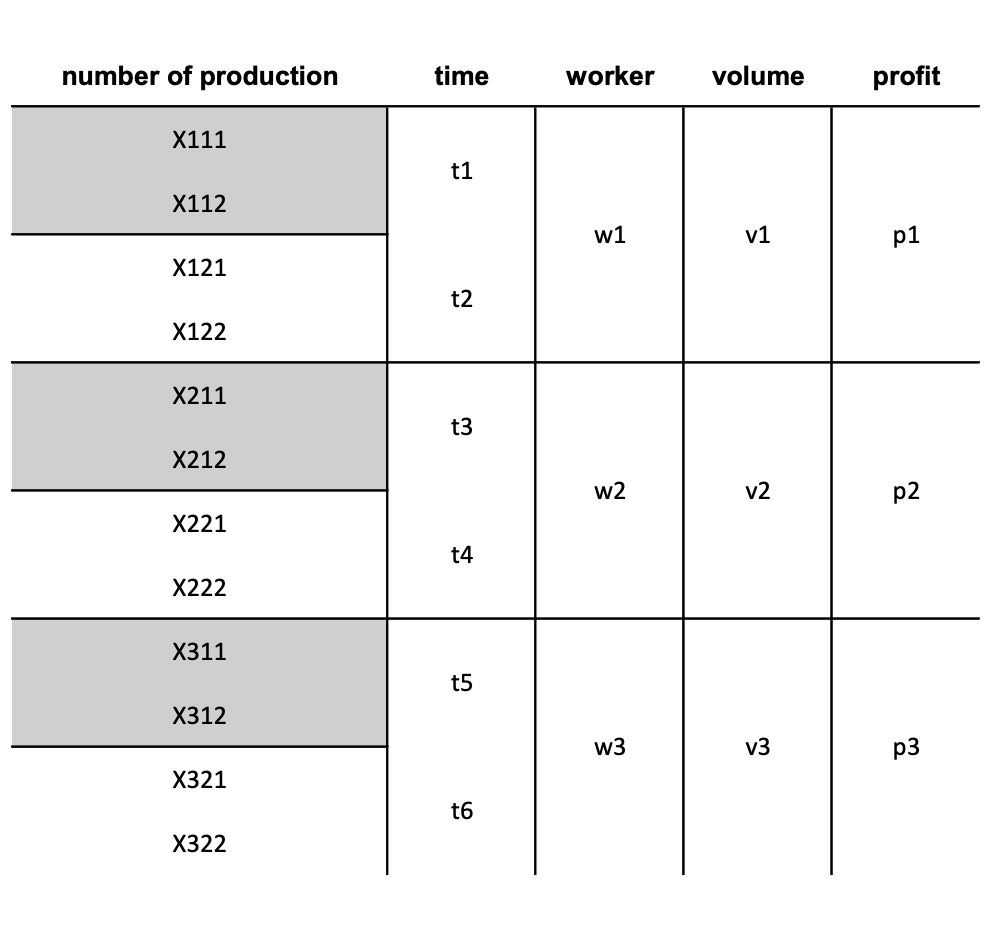 number of production time worker volume profit
X111
t1
X112
w1 v1 p1
X121
t2
X122
X211
t3
X212
w2 v2 p2
X221
t4
X222
X311
t5
X312
w3 v3 p3
X321
t6
X322